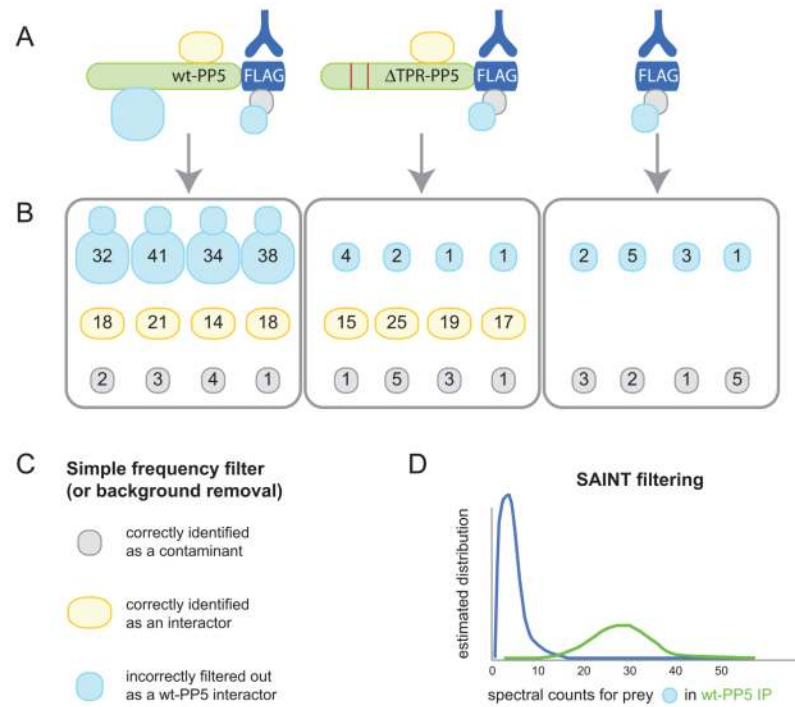 A
wt-PP5 FLAG
ΔTPR-PP5 FLAG
FLAG
B
32 41 34 38
18 21 14 18
2 3 4 1
4 2 1 1
15 25 19 17
1 5 3 1
2 5 3 1
3 2 1 5
C
Simple frequency filter
(or background removal)
correctly identified
as a contaminant
correctly identified
as an interactor
incorrectly filtered out
as a wt-PP5 interactor
D
SAINT filtering
estimated distribution
0 10 20 30 40 50
spectral counts for prey in wt-PP5 IP